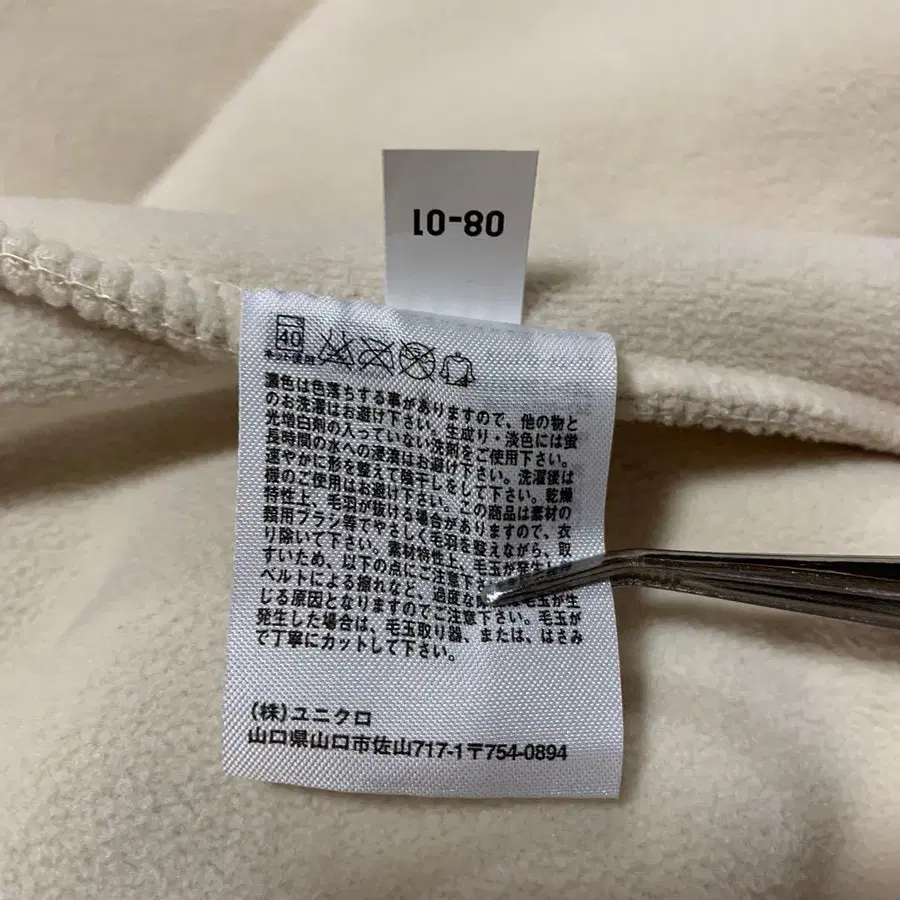 08-01
40
ネット使用
濃色は色落ちする事がありますので、他の物と
のお洗濯はお避け下さい。生成り・淡色には蛍
光増白剤の入っていない洗剤をご使用下さい。
長時間の水への浸漬はお避け下さい。洗濯後は
速やかに形を整えて陰干しをして下さい。乾燥
機のご使用はお避け下さい。この商品は素材の
特性上、毛羽が抜ける場合がありますので、衣
類用ブラシ等でやさしく毛羽を整えながら、取
り除いて下さい。素材特性上、毛玉が発生しや
すいため、以下の点にご注意下さ
ベルトによる擦れなど、過度な 毛玉が生
じる原因となりますのでご注意下さい。毛玉が
発生した場合は、毛玉取り器、または、はさみ
で丁寧にカットして下さい。
(株)ユニクロ
山口県山口市佐山717-1〒754-0894